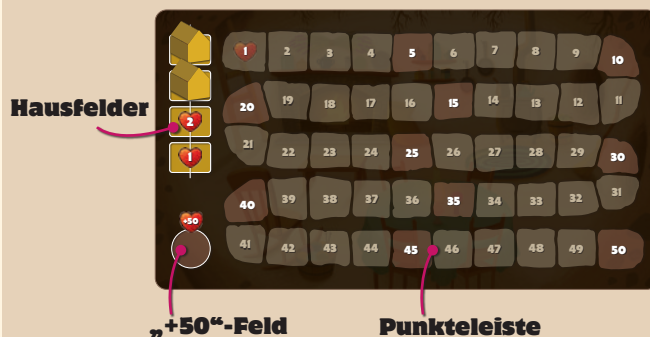 1 2 3 4 5 6 7 8 9 10
20 19 18 17 16 15 14 13 12 11
Hausfelder
2
1
21 22 23 24 25 26 27 28 29 30
40 39 38 37 36 35 34 33 32 31
+50
41 42 43 44 45 46 47 48 49 50
„+50“-Feld
Punkteleiste